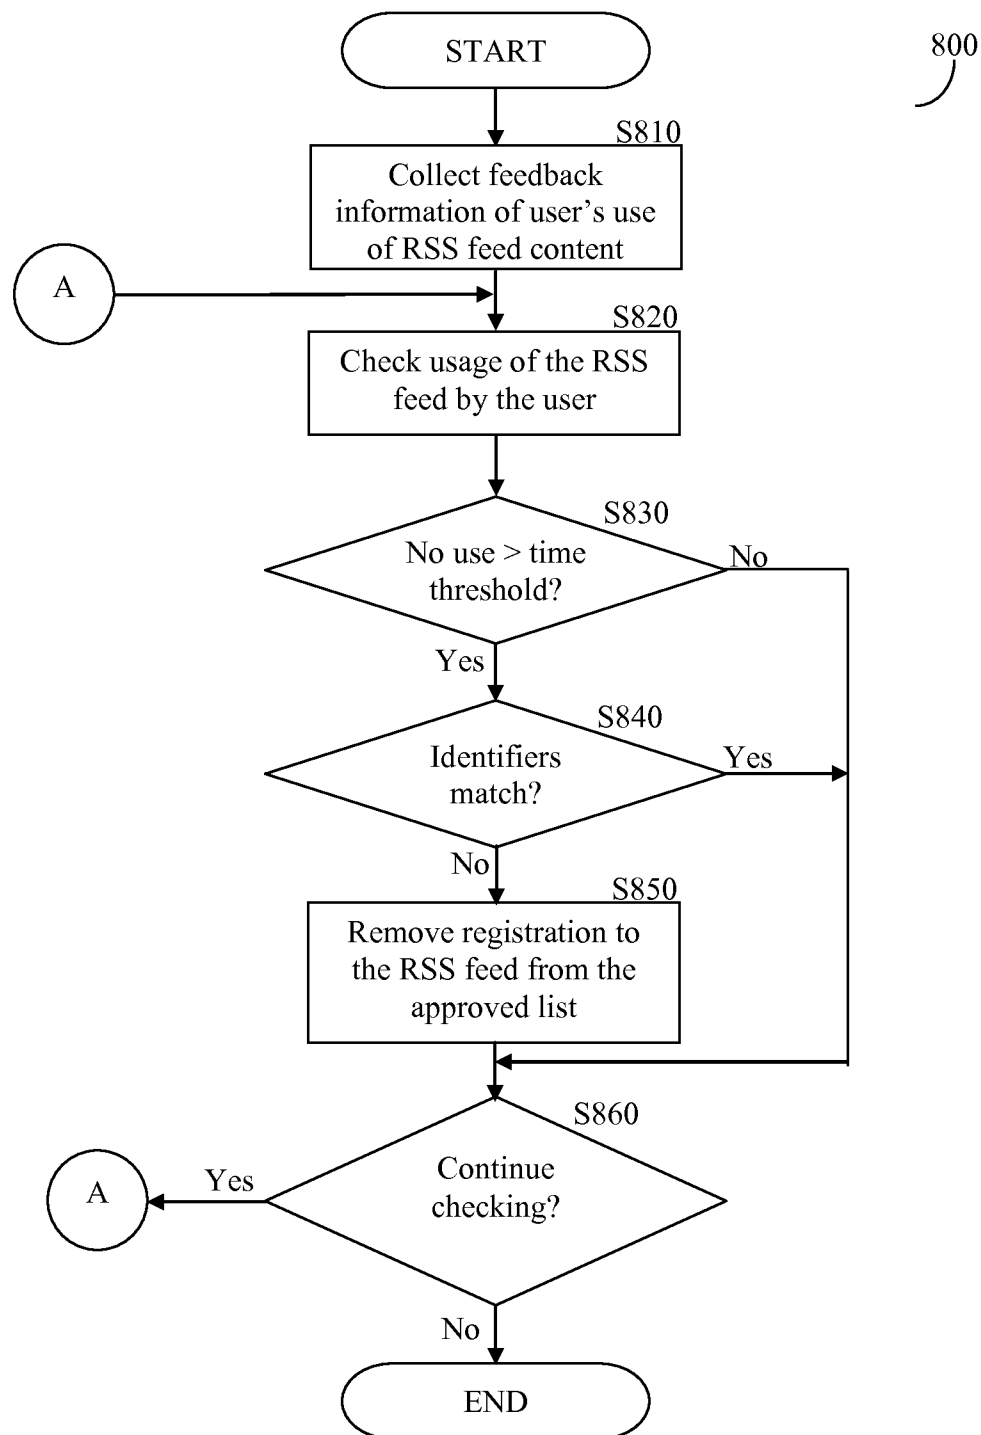 START
800
S810
Collect feedback
information of user’s use
of RSS feed content
A
S820
Check usage of the RSS
feed by the user
S830
No use > time
threshold?
No
Yes
S840
Identifiers
match?
Yes
No
S850
Remove registration to
the RSS feed from the
approved list
S860
Continue
checking?
Yes
A
No
END